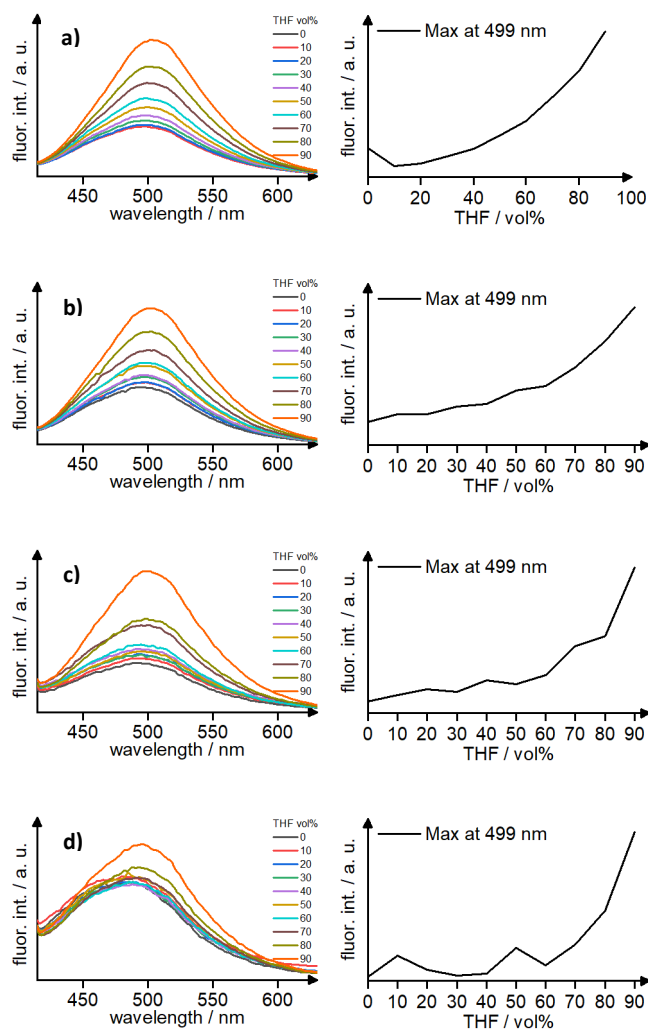 a)
fluor. int. / a. u.
THF vol%
0
10
20
30
40
50
60
70
80
90
450 500 550 600
wavelength / nm
Max at 499 nm
fluor. int. / a. u.
0 20 40 60 80 100
THF / vol%
b)
fluor. int. / a. u.
THF vol%
0
10
20
30
40
50
60
70
80
90
450 500 550 600
wavelength / nm
Max at 499 nm
fluor. int. / a. u.
0 10 20 30 40 50 60 70 80 90
THF / vol%
c)
fluor. int. / a. u.
THF vol%
0
10
20
30
40
50
60
70
80
90
450 500 550 600
wavelength / nm
Max at 499 nm
fluor. int. / a. u.
0 10 20 30 40 50 60 70 80 90
THF / vol%
d)
fluor. int. / a. u.
THF vol%
0
10
20
30
40
50
60
70
80
90
450 500 550 600
wavelength / nm
Max at 499 nm
fluor. int. / a. u.
0 10 20 30 40 50 60 70 80 90
THF / vol%